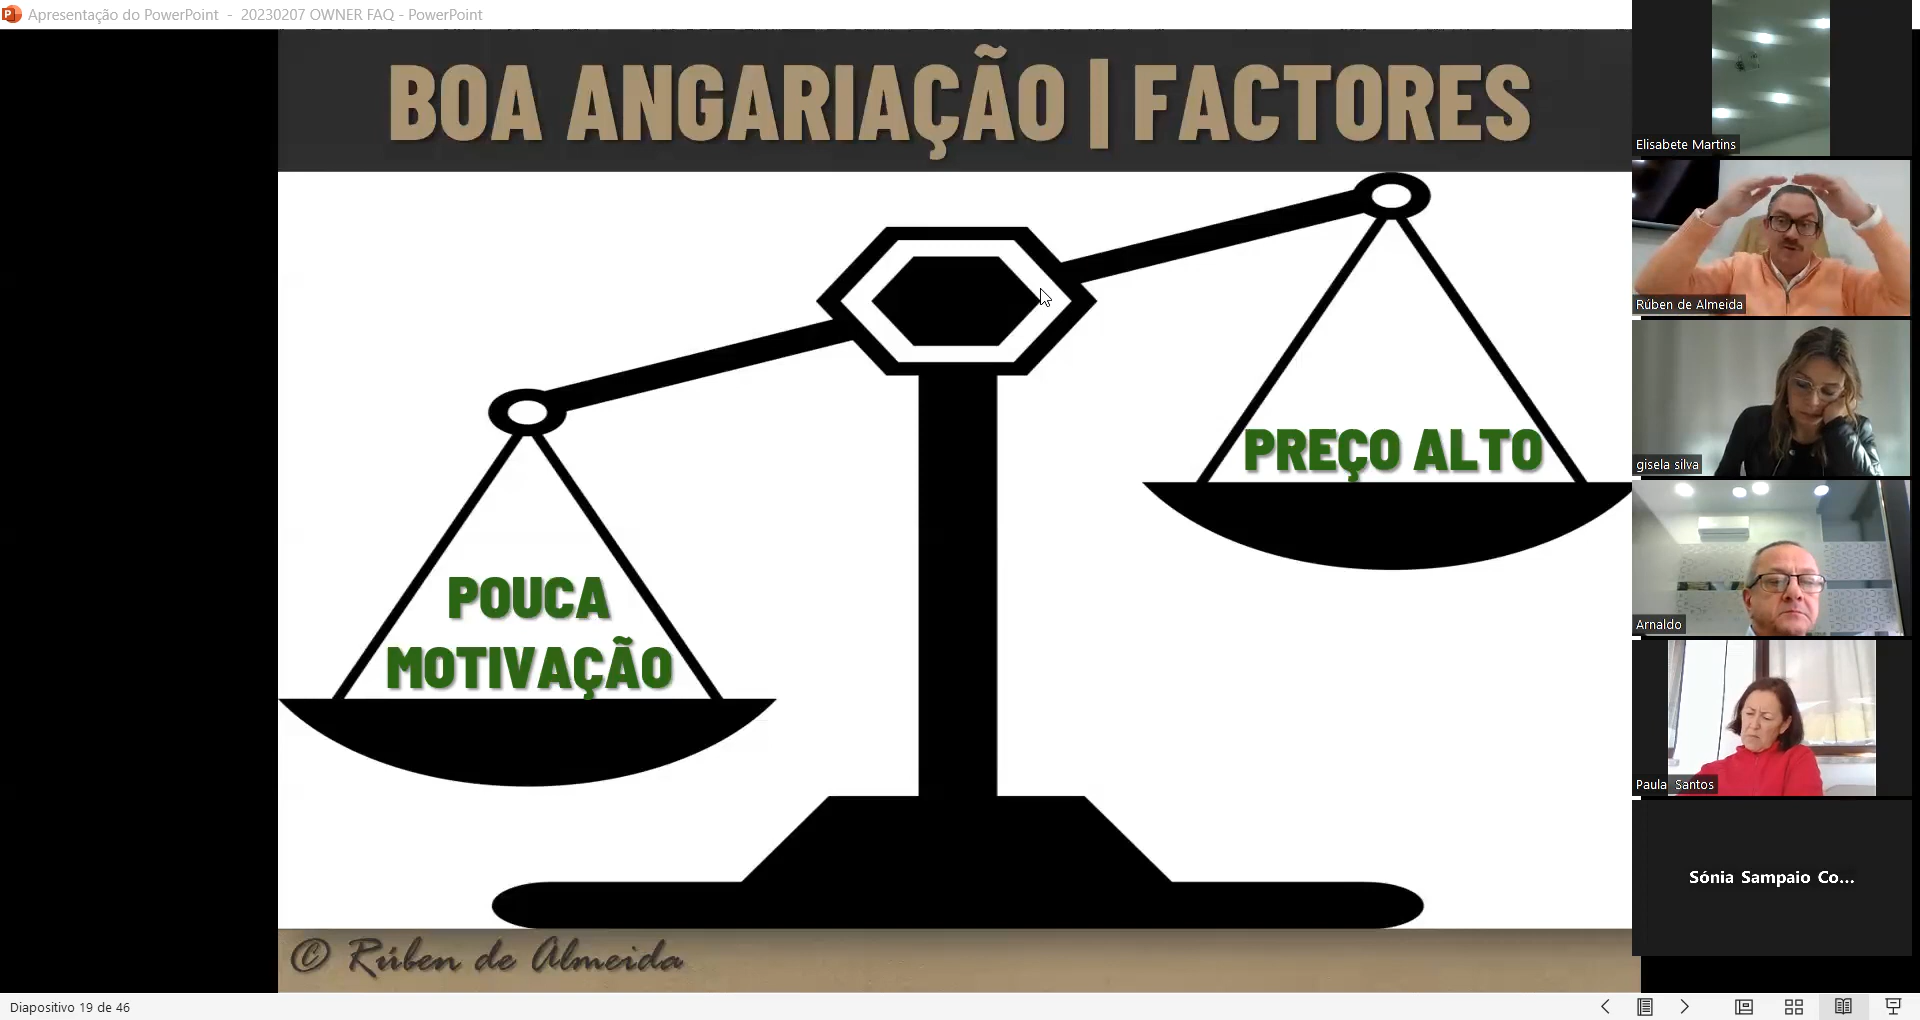 Apresentação do PowerPoint - 20230207 OWNER FAQ - PowerPoint
BOA ANGARIAÇÃO | FACTORES
PREÇO ALTO
POUCA
MOTIVAÇÃO
© Rúben de Almeida
Elisabete Martins
Rúben de Almeida
gisela silva
Arnaldo
Paula Santos
Sónia Sampaio Co...
Diapositivo 19 de 46